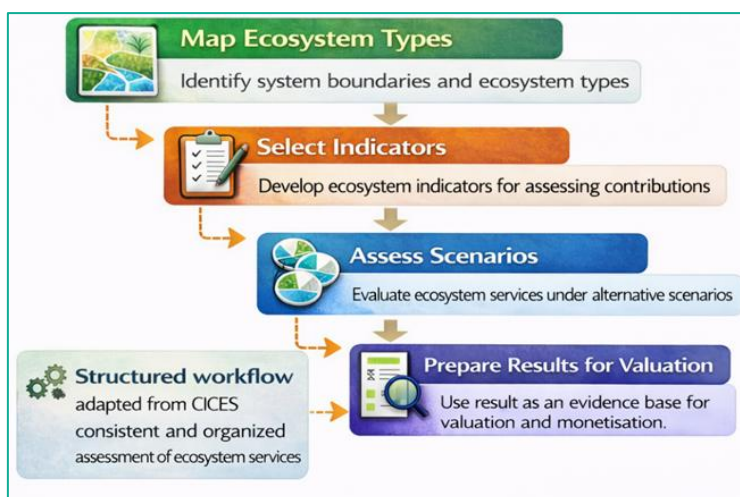 Map Ecosystem Types
Identify system boundaries and ecosystem types
Select Indicators
Develop ecosystem indicators for assessing contributions
Assess Scenarios
Evaluate ecosystem services under alternative scenarios
Prepare Results for Valuation
Use result as an evidence base for
valuation and monetisation.
Structured workflow
adapted from CICES
consistent and organized
assessment of ecosystem services